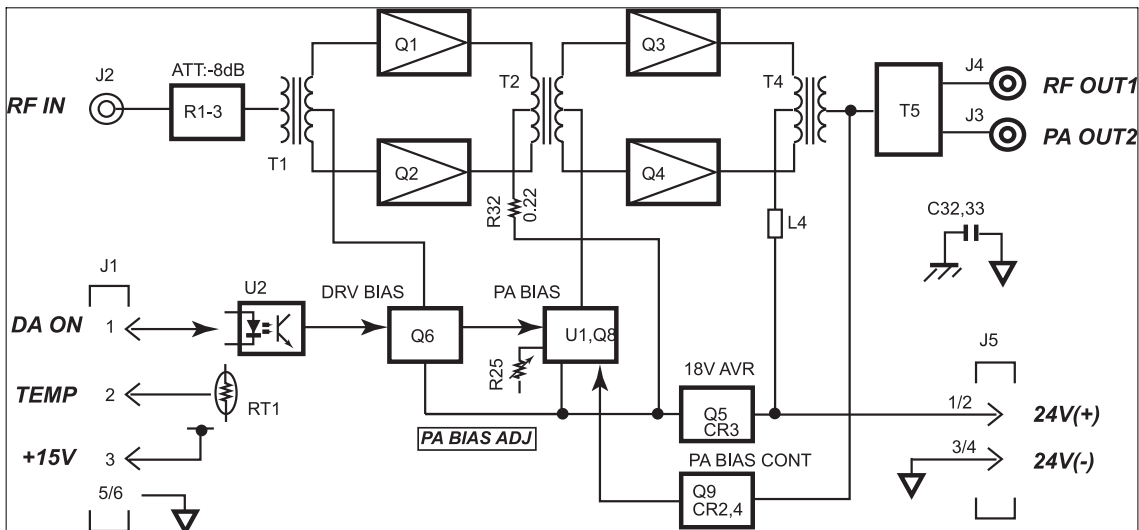 J2
RF IN
ATT:-8dB
R1-3
T1
Q1
Q2
T2
R32
0.22
Q3
Q4
T4
L4
T5
J4
RF OUT1
J3
PA OUT2
C32,33
J1
DA ON
1
U2
DRV BIAS
Q6
PA BIAS
U1,Q8
R25
TEMP
2
RT1
+15V
3
5/6
PA BIAS ADJ
18V AVR
Q5
CR3
PA BIAS CONT
Q9
CR2,4
J5
1/2
24V(+)
3/4
24V(-)